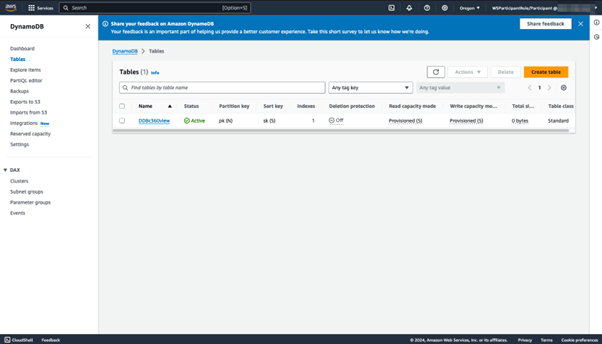 aws
Services
Search
[Option+S]
Oregon
WSParticipantRole/Participant @
DynamoDB
Share your feedback on Amazon DynamoDB
Your feedback is an important part of helping us provide a better customer experience. Take this short survey to let us know how we're doing.
Share feedback
Dashboard
Tables
Explore items
PartiQL editor
Backups
Exports to S3
Imports from S3
Integrations New
Reserved capacity
Settings
DAX
Clusters
Subnet groups
Parameter groups
Events
DynamoDB > Tables
Tables (1) Info
Actions
Delete
Create table
Find tables by table name
Any tag key
Any tag value
1
Name Status Partition key Sort key Indexes Deletion protection Read capacity mode Write capacity mo... Total si... Table class
DDBc360view Active pk (N) sk (S) 1 Off Provisioned (5) Provisioned (5) 0 bytes Standard
CloudShell Feedback
© 2024, Amazon Web Services, Inc. or its affiliates. Privacy Terms Cookie preferences